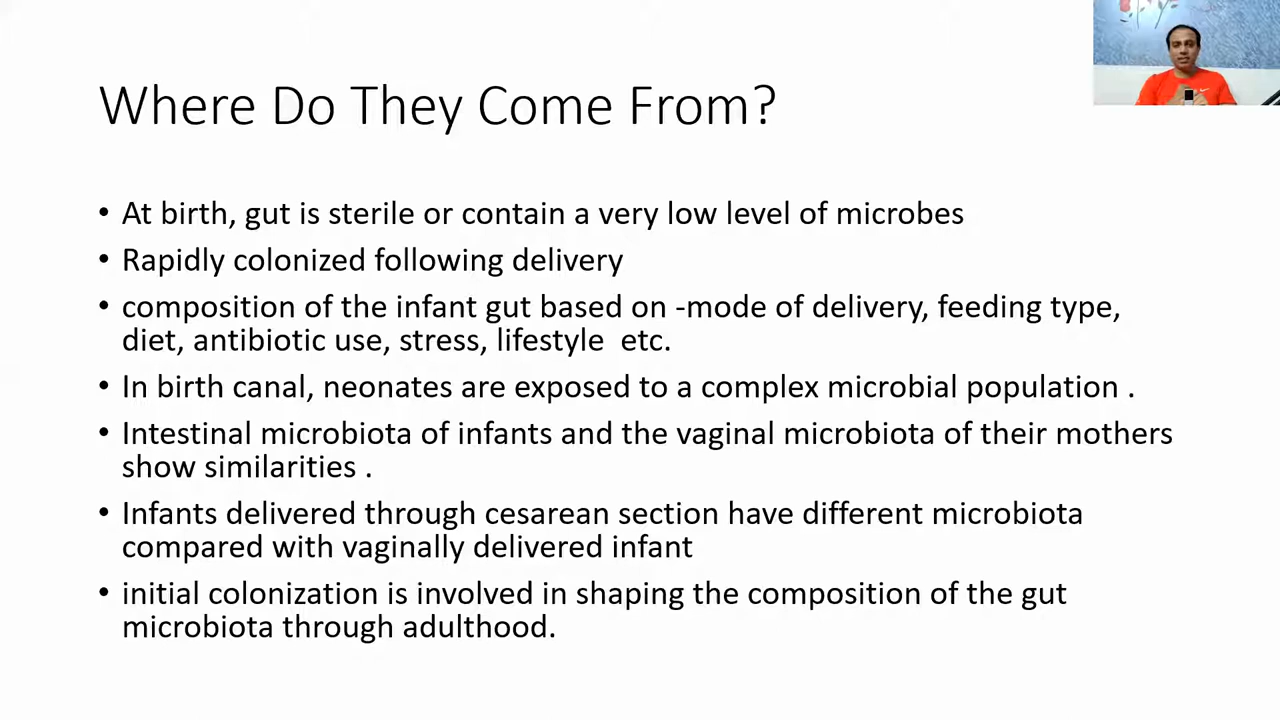 Where Do They Come From?
• At birth, gut is sterile or contain a very low level of microbes
• Rapidly colonized following delivery
• composition of the infant gut based on -mode of delivery, feeding type,
diet, antibiotic use, stress, lifestyle  etc.
• In birth canal, neonates are exposed to a complex microbial population .
• Intestinal microbiota of infants and the vaginal microbiota of their mothers
show similarities .
• Infants delivered through cesarean section have different microbiota
compared with vaginally delivered infant
• initial colonization is involved in shaping the composition of the gut
microbiota through adulthood.